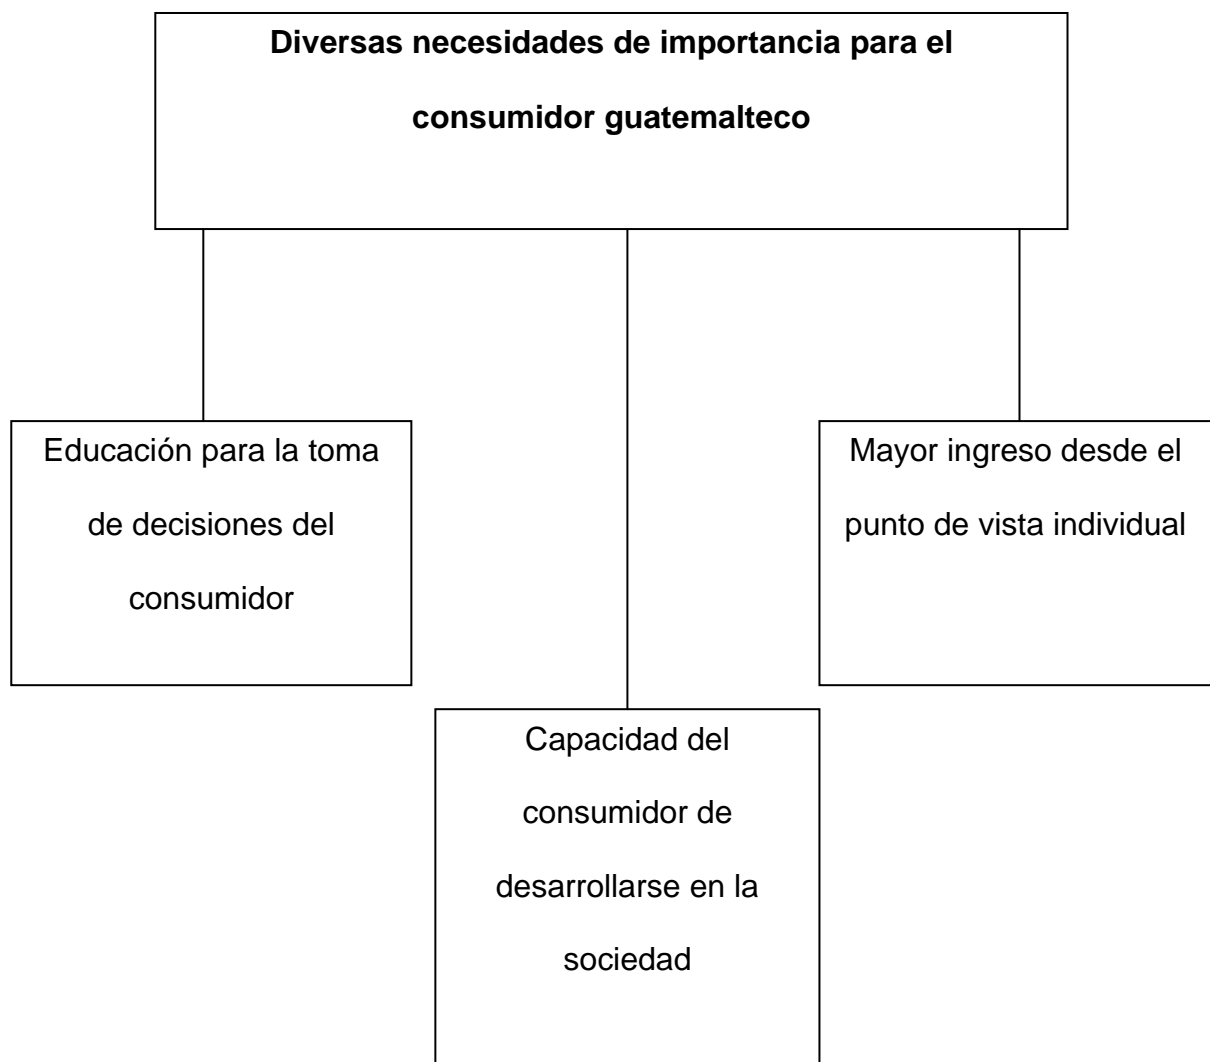 Diversas necesidades de importancia para el
consumidor guatemalteco
Educación para la toma
de decisiones del
consumidor
Mayor ingreso desde el
punto de vista individual
Capacidad del
consumidor de
desarrollarse en la
sociedad